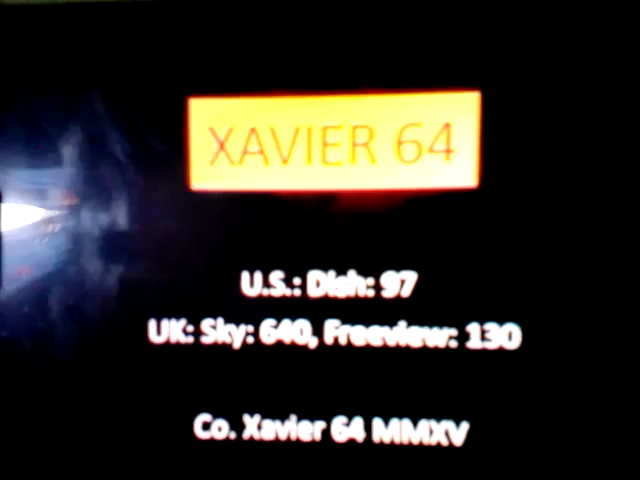 XAVIER 64
U.S.: Dish: 97
UK: Sky: 640, Freeview: 130
Co. Xavier 64 MMXV